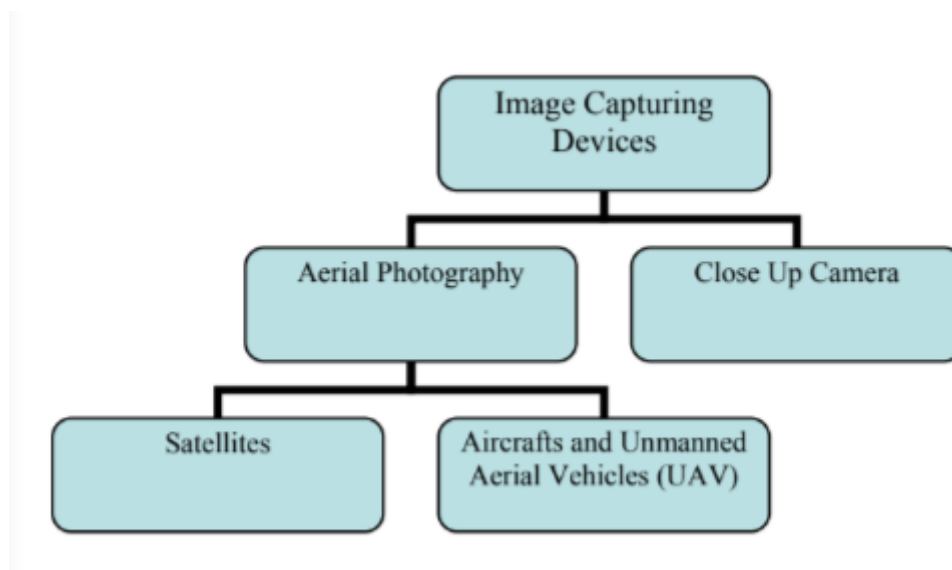 Image Capturing
Devices
Aerial Photography
Close Up Camera
Satellites
Aircrafts and Unmanned
Aerial Vehicles (UAV)